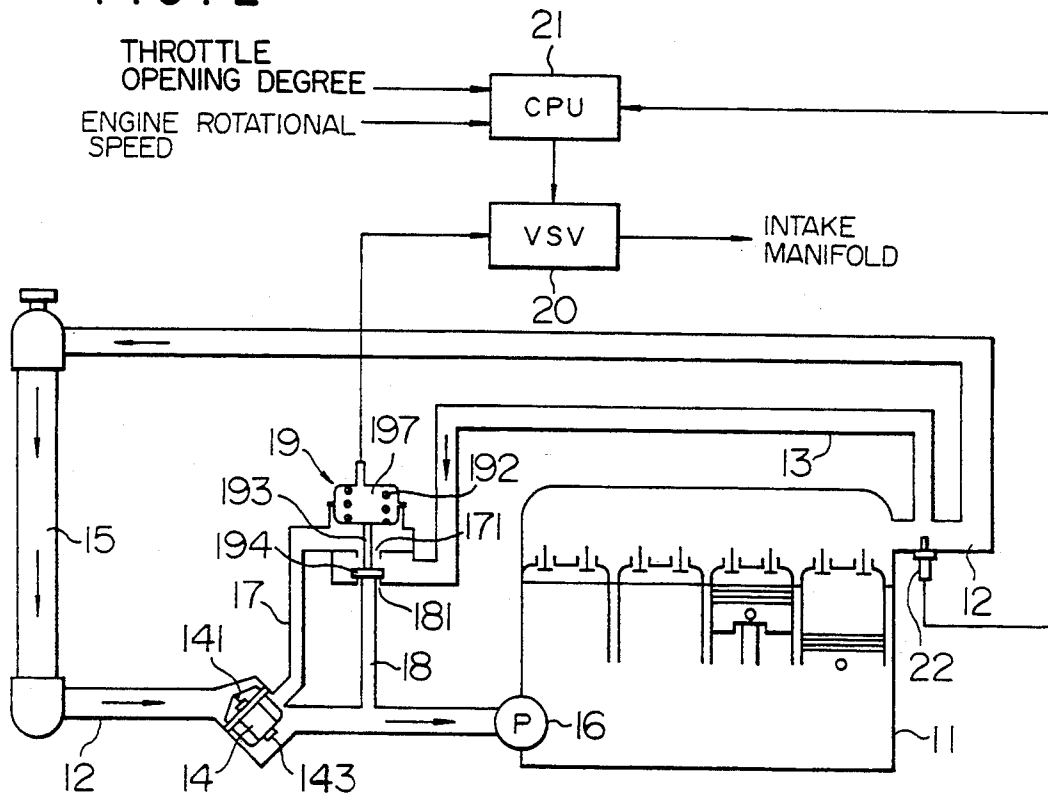 21
THROTTLE
OPENING DEGREE
CPU
ENGINE ROTATIONAL
SPEED
VSV
INTAKE
MANIFOLD
20
197
19
192
13
193
171
15
194
12
17
181
22
141
18
P
16
11
12
14
143